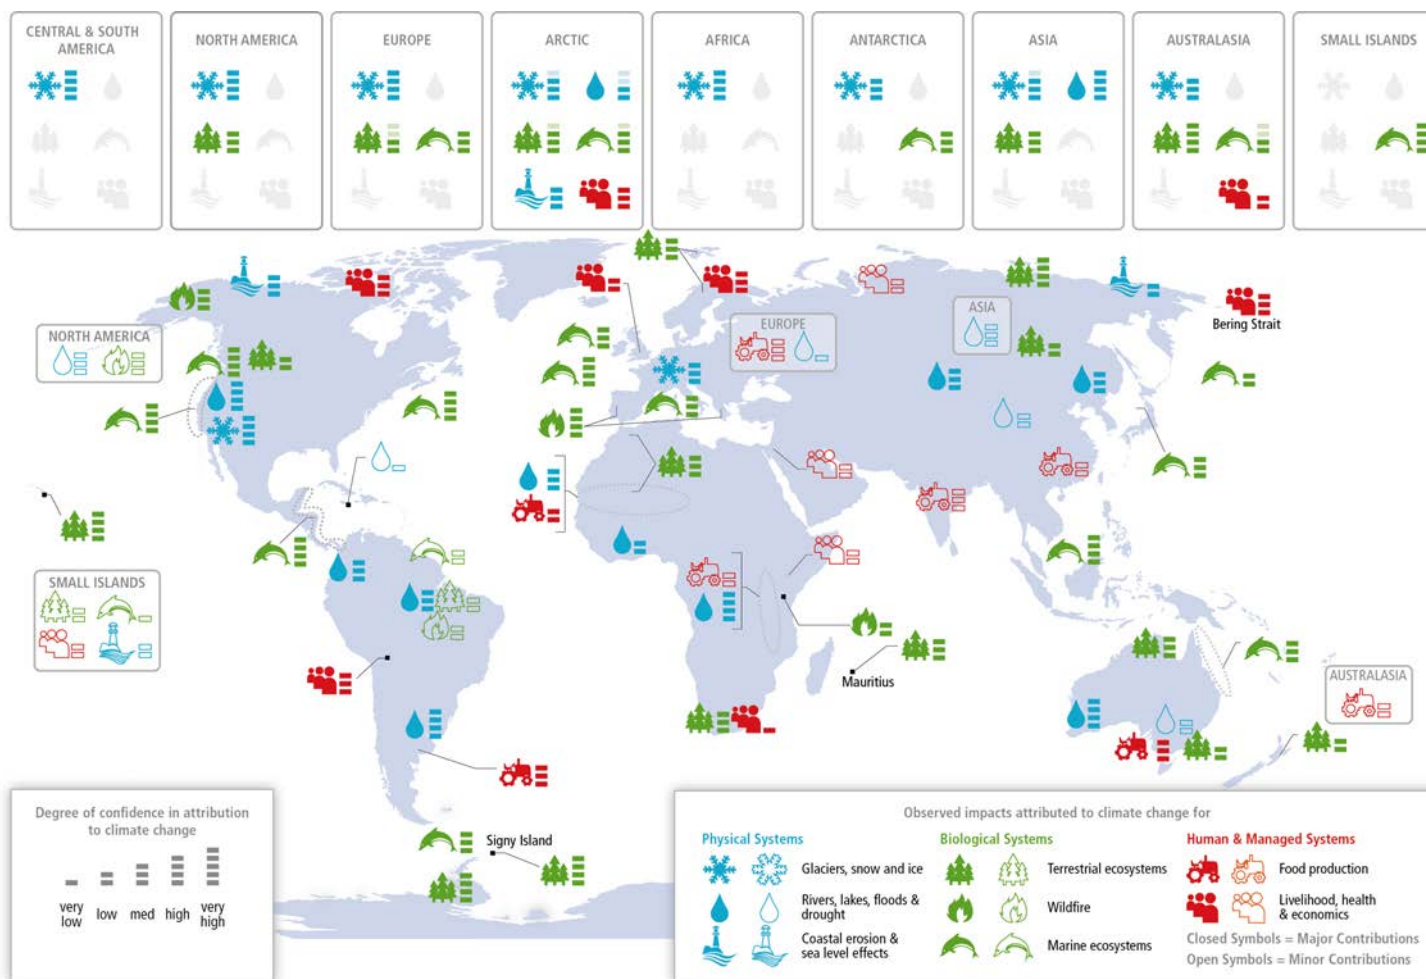 CENTRAL & SOUTH
AMERICA
NORTH AMERICA
EUROPE
ARCTIC
AFRICA
ANTARCTICA
ASIA
AUSTRALASIA
SMALL ISLANDS
NORTH AMERICA
EUROPE
ASIA
Bering Strait
SMALL ISLANDS
Mauritius
AUSTRALASIA
Signy Island
Degree of confidence in attribution
to climate change
very
low
low
med
high
very
high
Observed impacts attributed to climate change for
Physical Systems
Glaciers, snow and ice
Rivers, lakes, floods &
drought
Coastal erosion &
sea level effects
Biological Systems
Terrestrial ecosystems
Wildfire
Marine ecosystems
Human & Managed Systems
Food production
Livelihood, health
& economics
Closed Symbols = Major Contributions
Open Symbols = Minor Contributions